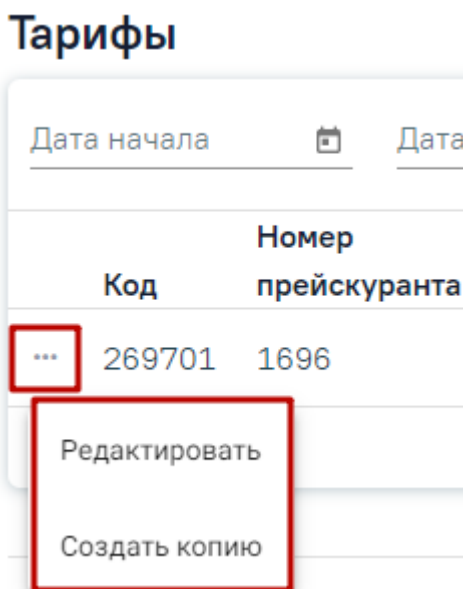 Тарифы
Дата начала Дата
Номер
Код прейскуранта
269701 1696
Редактировать
Создать копию